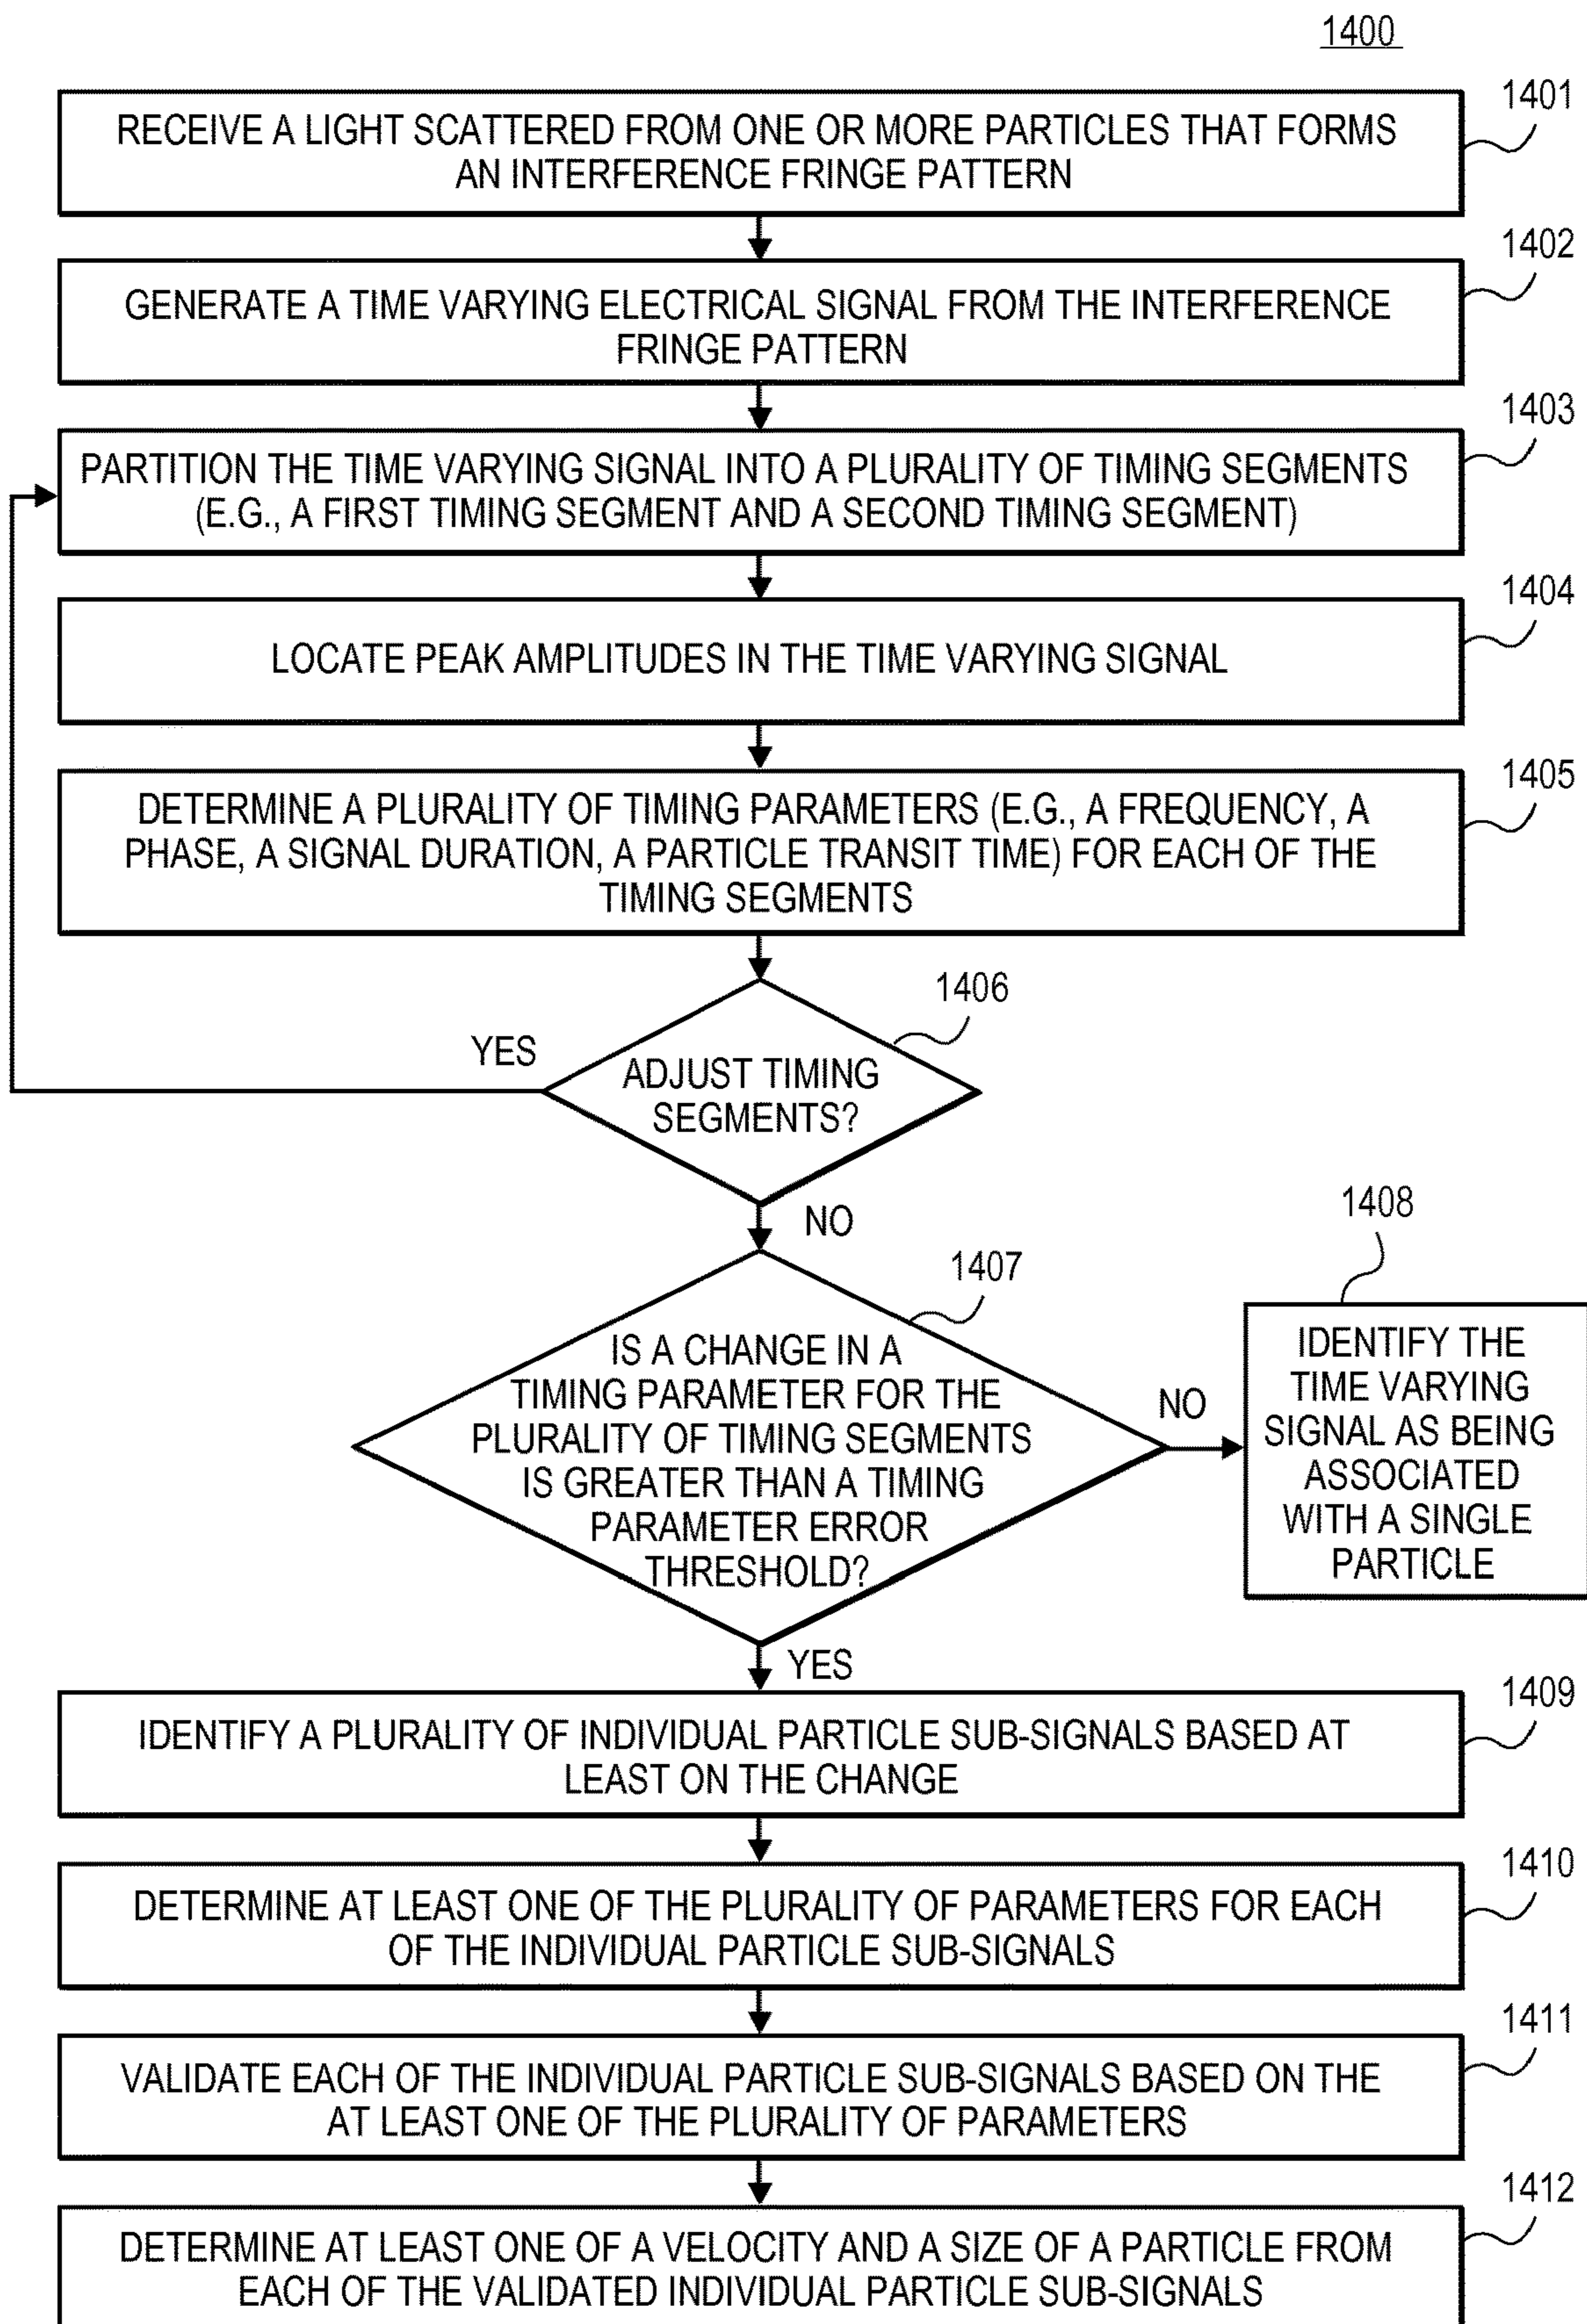 1400
1401
RECEIVE A LIGHT SCATTERED FROM ONE OR MORE PARTICLES THAT FORMS
AN INTERFERENCE FRINGE PATTERN
1402
GENERATE A TIME VARYING ELECTRICAL SIGNAL FROM THE INTERFERENCE
FRINGE PATTERN
1403
PARTITION THE TIME VARYING SIGNAL INTO A PLURALITY OF TIMING SEGMENTS
(E.G., A FIRST TIMING SEGMENT AND A SECOND TIMING SEGMENT)
1404
LOCATE PEAK AMPLITUDES IN THE TIME VARYING SIGNAL
1405
DETERMINE A PLURALITY OF TIMING PARAMETERS (E.G., A FREQUENCY, A
PHASE, A SIGNAL DURATION, A PARTICLE TRANSIT TIME) FOR EACH OF THE
TIMING SEGMENTS
1406
YES
ADJUST TIMING
SEGMENTS?
NO
1407
IS A CHANGE IN A
TIMING PARAMETER FOR THE
PLURALITY OF TIMING SEGMENTS
IS GREATER THAN A TIMING
PARAMETER ERROR
THRESHOLD?
NO
1408
IDENTIFY THE
TIME VARYING
SIGNAL AS BEING
ASSOCIATED
WITH A SINGLE
PARTICLE
YES
1409
IDENTIFY A PLURALITY OF INDIVIDUAL PARTICLE SUB-SIGNALS BASED AT
LEAST ON THE CHANGE
1410
DETERMINE AT LEAST ONE OF THE PLURALITY OF PARAMETERS FOR EACH
OF THE INDIVIDUAL PARTICLE SUB-SIGNALS
1411
VALIDATE EACH OF THE INDIVIDUAL PARTICLE SUB-SIGNALS BASED ON THE
AT LEAST ONE OF THE PLURALITY OF PARAMETERS
1412
DETERMINE AT LEAST ONE OF A VELOCITY AND A SIZE OF A PARTICLE FROM
EACH OF THE VALIDATED INDIVIDUAL PARTICLE SUB-SIGNALS